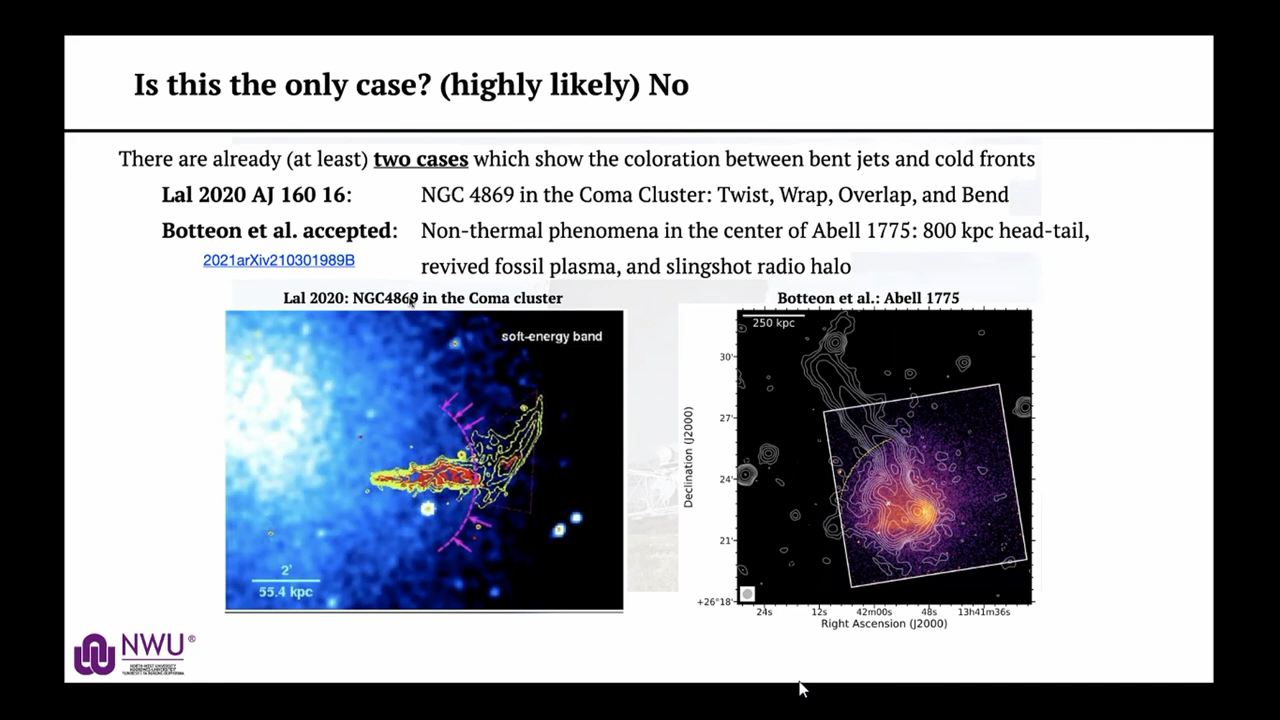 Is this the only case? (highly likely) No
There are already (at least) two cases which show the coloration between bent jets and cold fronts
Lal 2020 AJ 160 16: NGC 4869 in the Coma Cluster: Twist, Wrap, Overlap, and Bend
Botteon et al. accepted: Non-thermal phenomena in the center of Abell 1775: 800 kpc head-tail,
2021arXiv210301989B revived fossil plasma, and slingshot radio halo
Lal 2020: NGC4869 in the Coma cluster
soft-energy band
2'
55.4 kpc
Botteon et al.: Abell 1775
250 kpc
30'
27'
24'
21'
+26°18'
Declination (J2000)
24s 12s 42m00s 48s 13h41m36s
Right Ascension (J2000)
NWU®